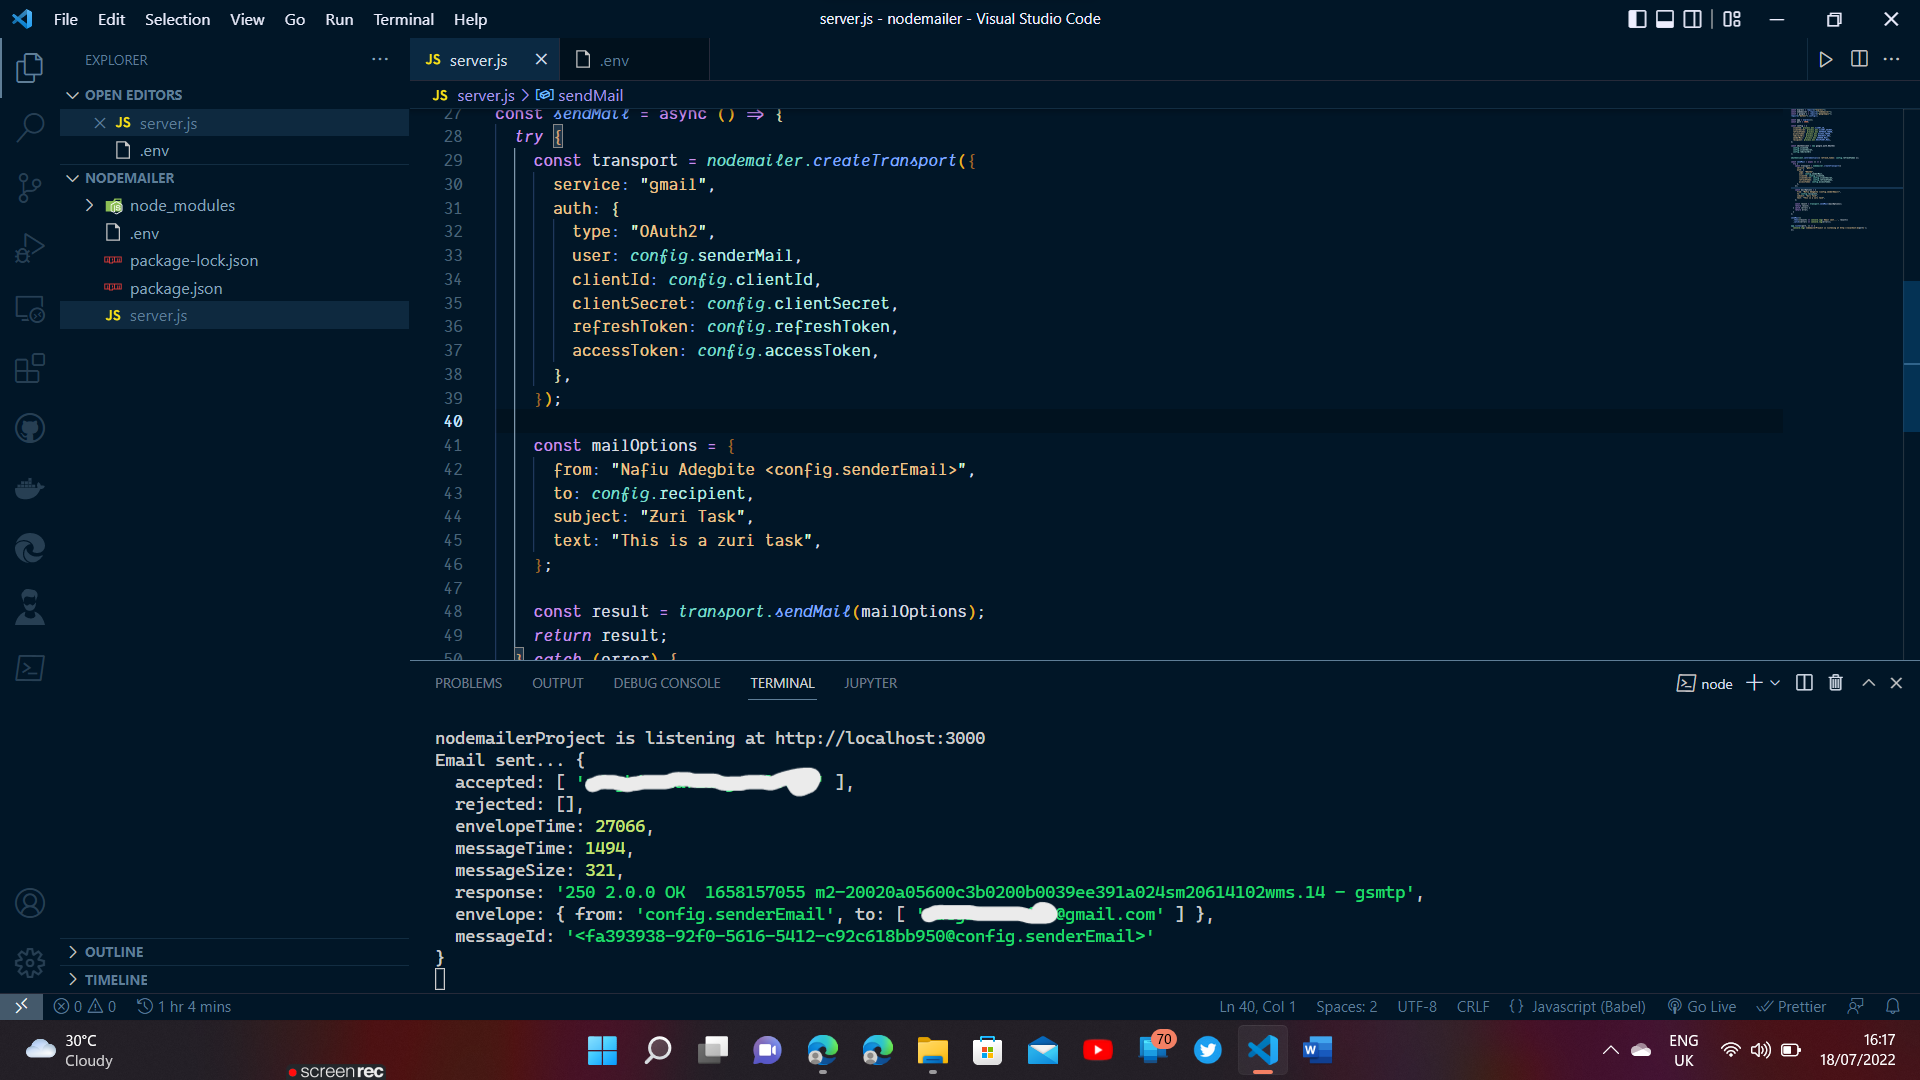 File Edit Selection View Go Run Terminal Help
server.js - nodemailer - Visual Studio Code
EXPLORER
OPEN EDITORS
JS server.js
.env
NODEMAILER
node_modules
.env
package-lock.json
package.json
JS server.js
OUTLINE
TIMELINE
JS server.js
.env
JS server.js > sendMail
27 const sendMail = async () => {
28 try {
29 const transport = nodemailer.createTransport({
30 service: "gmail",
31 auth: {
32 type: "OAuth2",
33 user: config.senderMail,
34 clientId: config.clientId,
35 clientSecret: config.clientSecret,
36 refreshToken: config.refreshToken,
37 accessToken: config.accessToken,
38 },
39 });
40
41 const mailOptions = {
42 from: "Nafiu Adegbite <config.senderEmail>",
43 to: config.recipient,
44 subject: "Zuri Task",
45 text: "This is a zuri task",
46 };
47
48 const result = transport.sendMail(mailOptions);
49 return result;
50 } catch (error) {
PROBLEMS OUTPUT DEBUG CONSOLE TERMINAL JUPYTER
node
nodemailerProject is listening at http://localhost:3000
Email sent... {
accepted: [ ' ],
rejected: [],
envelopeTime: 27066,
messageTime: 1494,
messageSize: 321,
response: '250 2.0.0 OK  1658157055 m2-20020a05600c3b0200b0039ee391a024sm20614102wms.14 - gsmtp',
envelope: { from: 'config.senderEmail', to: [ '@gmail.com' ] },
messageId: '<fa393938-92f0-5616-5412-c92c618bb950@config.senderEmail>'
}
0 0 1 hr 4 mins
Ln 40, Col 1 Spaces: 2 UTF-8 CRLF {} Javascript (Babel) Go Live Prettier
30°C
Cloudy
screenrec
70
ENG
UK
16:17
18/07/2022